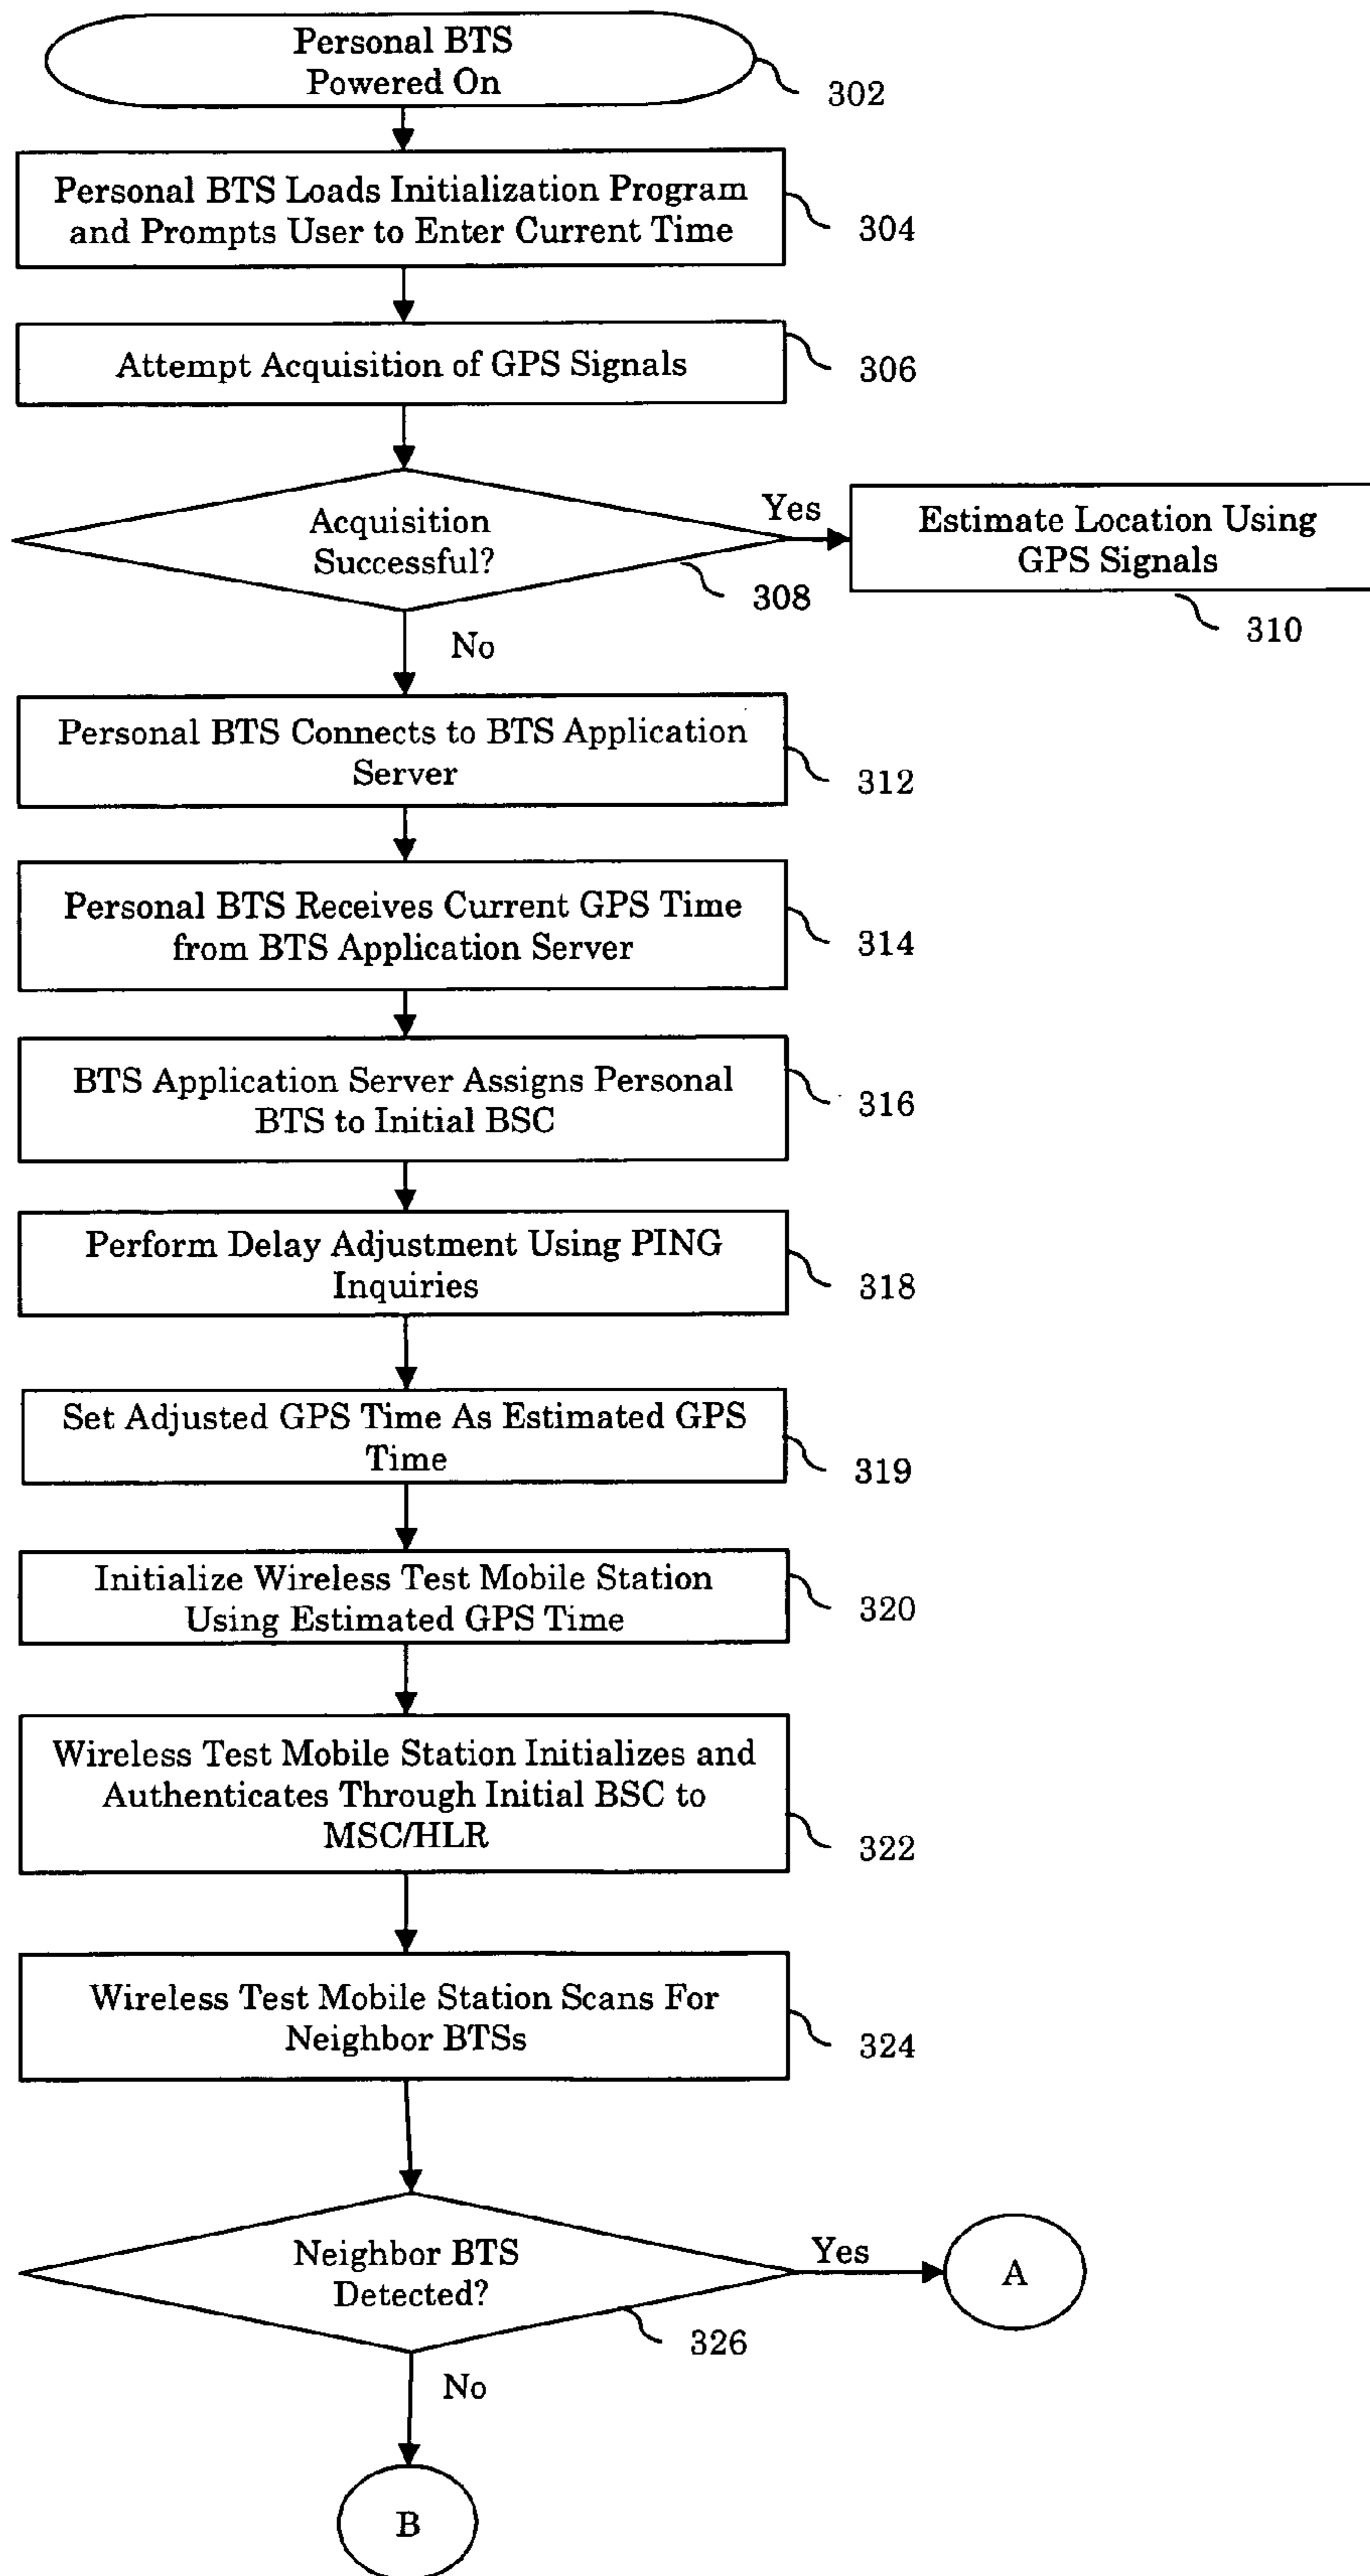 Personal BTS
Powered On
302
Personal BTS Loads Initialization Program
and Prompts User to Enter Current Time
304
Attempt Acquisition of GPS Signals
306
Acquisition
Successful?
308
Yes
Estimate Location Using
GPS Signals
310
No
Personal BTS Connects to BTS Application
Server
312
Personal BTS Receives Current GPS Time
from BTS Application Server
314
BTS Application Server Assigns Personal
BTS to Initial BSC
316
Perform Delay Adjustment Using PING
Inquiries
318
Set Adjusted GPS Time As Estimated GPS
Time
319
Initialize Wireless Test Mobile Station
Using Estimated GPS Time
320
Wireless Test Mobile Station Initializes and
Authenticates Through Initial BSC to
MSC/HLR
322
Wireless Test Mobile Station Scans For
Neighbor BTSs
324
Neighbor BTS
Detected?
326
Yes
A
No
B